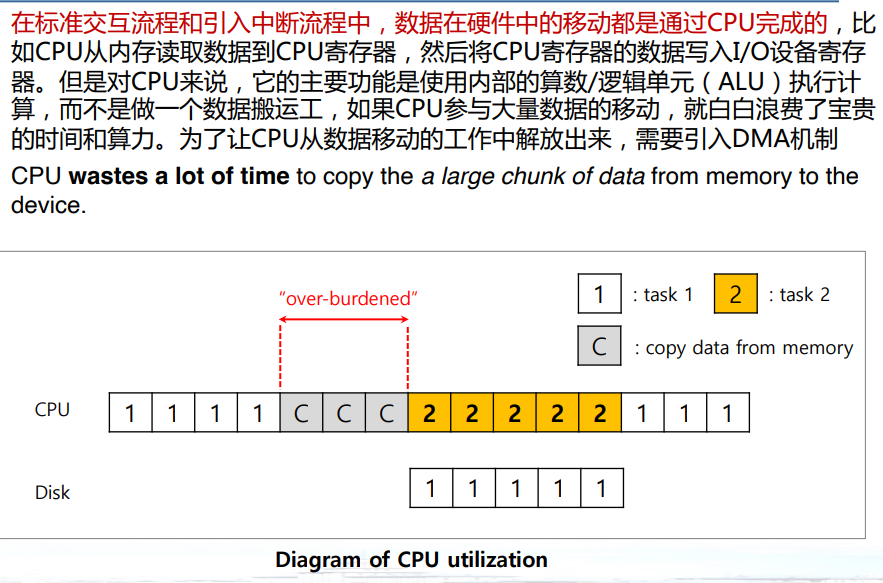 在标准交互流程和引入中断流程中，数据在硬件中的移动都是通过CPU完成的，比
如CPU从内存读取数据到CPU寄存器，然后将CPU寄存器的数据写入I/O设备寄存
器。但是对CPU来说，它的主要功能是使用内部的算数/逻辑单元（ALU）执行计
算，而不是做一个数据搬运工，如果CPU参与大量数据的移动，就白白浪费了宝贵
的时间和算力。为了让CPU从数据移动的工作中解放出来，需要引入DMA机制
CPU wastes a lot of time to copy the a large chunk of data from memory to the
device.
“over-burdened”
1 : task 1 2 : task 2
C : copy data from memory
CPU 1 1 1 1 C C C 2 2 2 2 2 1 1 1
Disk 1 1 1 1 1
Diagram of CPU utilization